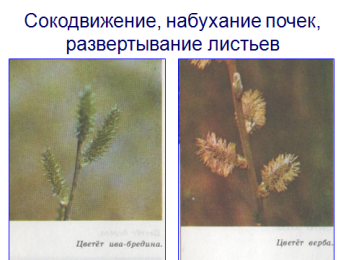 Сокодвижение, набухание почек,
развертывание листьев
Цветёт ива-бредина.
Цветёт верба.